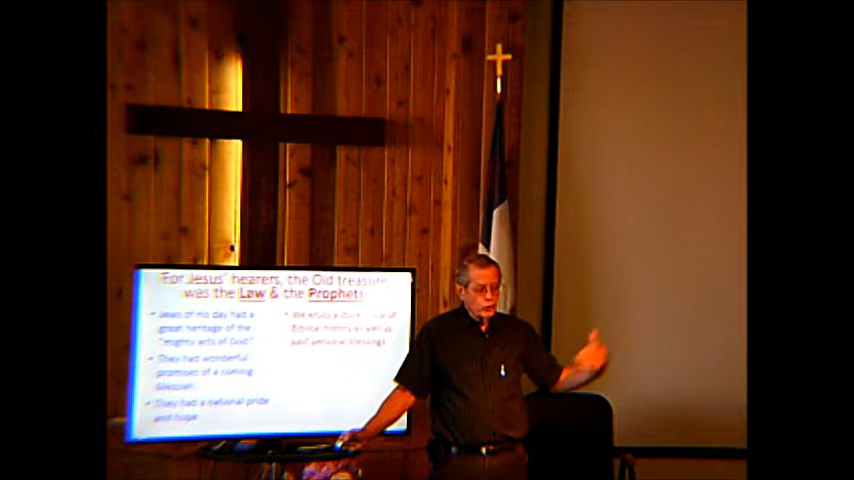 For Jesus' hearers, the Old treasure
was the Law & the Prophets
• Jews of His day had a
great heritage of the
"mighty acts of God"
• They had wonderful
promises of a coming
Messiah
• They had a national pride
and hope
• We enjoy a
Biblical history as well as
past personal blessings